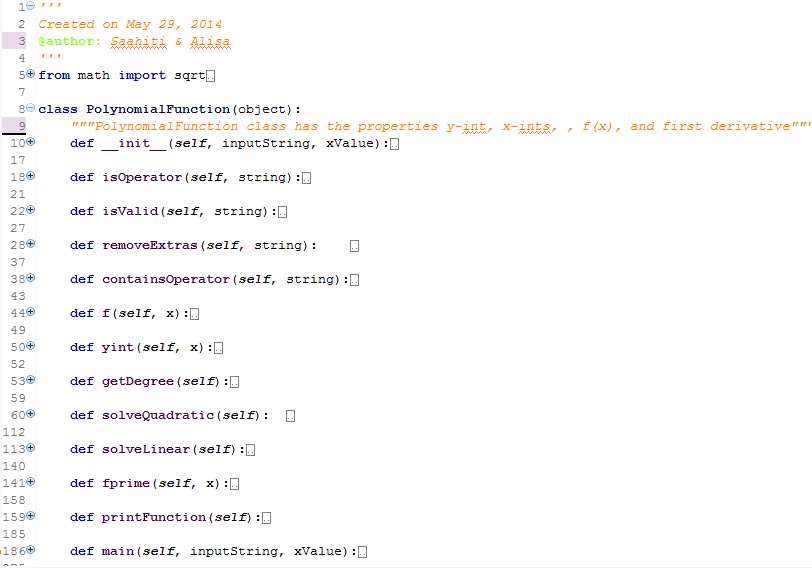 1 '''
2 Created on May 29, 2014
3 @author: Saahiti & Alisa
4 '''
5 from math import sqrt
7
8 class PolynomialFunction(object):
9 """PolynomialFunction class has the properties y-int, x-ints, , f(x), and first derivative"""
10 def __init__(self, inputString, xValue):
17
18 def isOperator(self, string):
21
22 def isValid(self, string):
27
28 def removeExtras(self, string):
37
38 def containsOperator(self, string):
43
44 def f(self, x):
49
50 def yint(self, x):
52
53 def getDegree(self):
59
60 def solveQuadratic(self):
112
113 def solveLinear(self):
140
141 def fprime(self, x):
158
159 def printFunction(self):
185
186 def main(self, inputString, xValue):